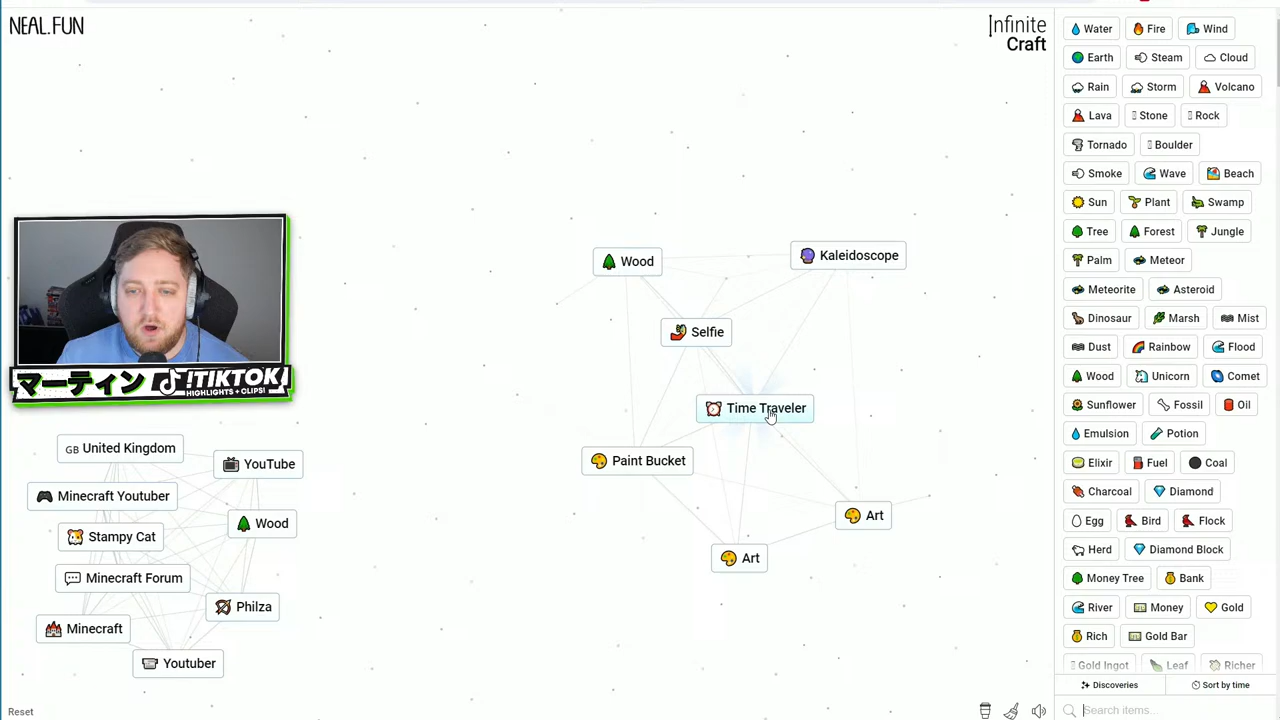 NEAL.FUN
Infinite
Craft
Wood
Kaleidoscope
Selfie
Time Traveler
Paint Bucket
Art
Art
マーティン !TIKTOK
HIGHLIGHTS + CLIPS!
GB United Kingdom
YouTube
Minecraft Youtuber
Wood
Stampy Cat
Minecraft Forum
Philza
Minecraft
Youtuber
Reset
Water Fire Wind
Earth Steam Cloud
Rain Storm Volcano
Lava Stone Rock
Tornado Boulder
Smoke Wave Beach
Sun Plant Swamp
Tree Forest Jungle
Palm Meteor
Meteorite Asteroid
Dinosaur Marsh Mist
Dust Rainbow Flood
Wood Unicorn Comet
Sunflower Fossil Oil
Emulsion Potion
Elixir Fuel Coal
Charcoal Diamond
Egg Bird Flock
Herd Diamond Block
Money Tree Bank
River Money Gold
Rich Gold Bar
Gold Ingot Leaf Richer
Discoveries Sort by time
Search items...